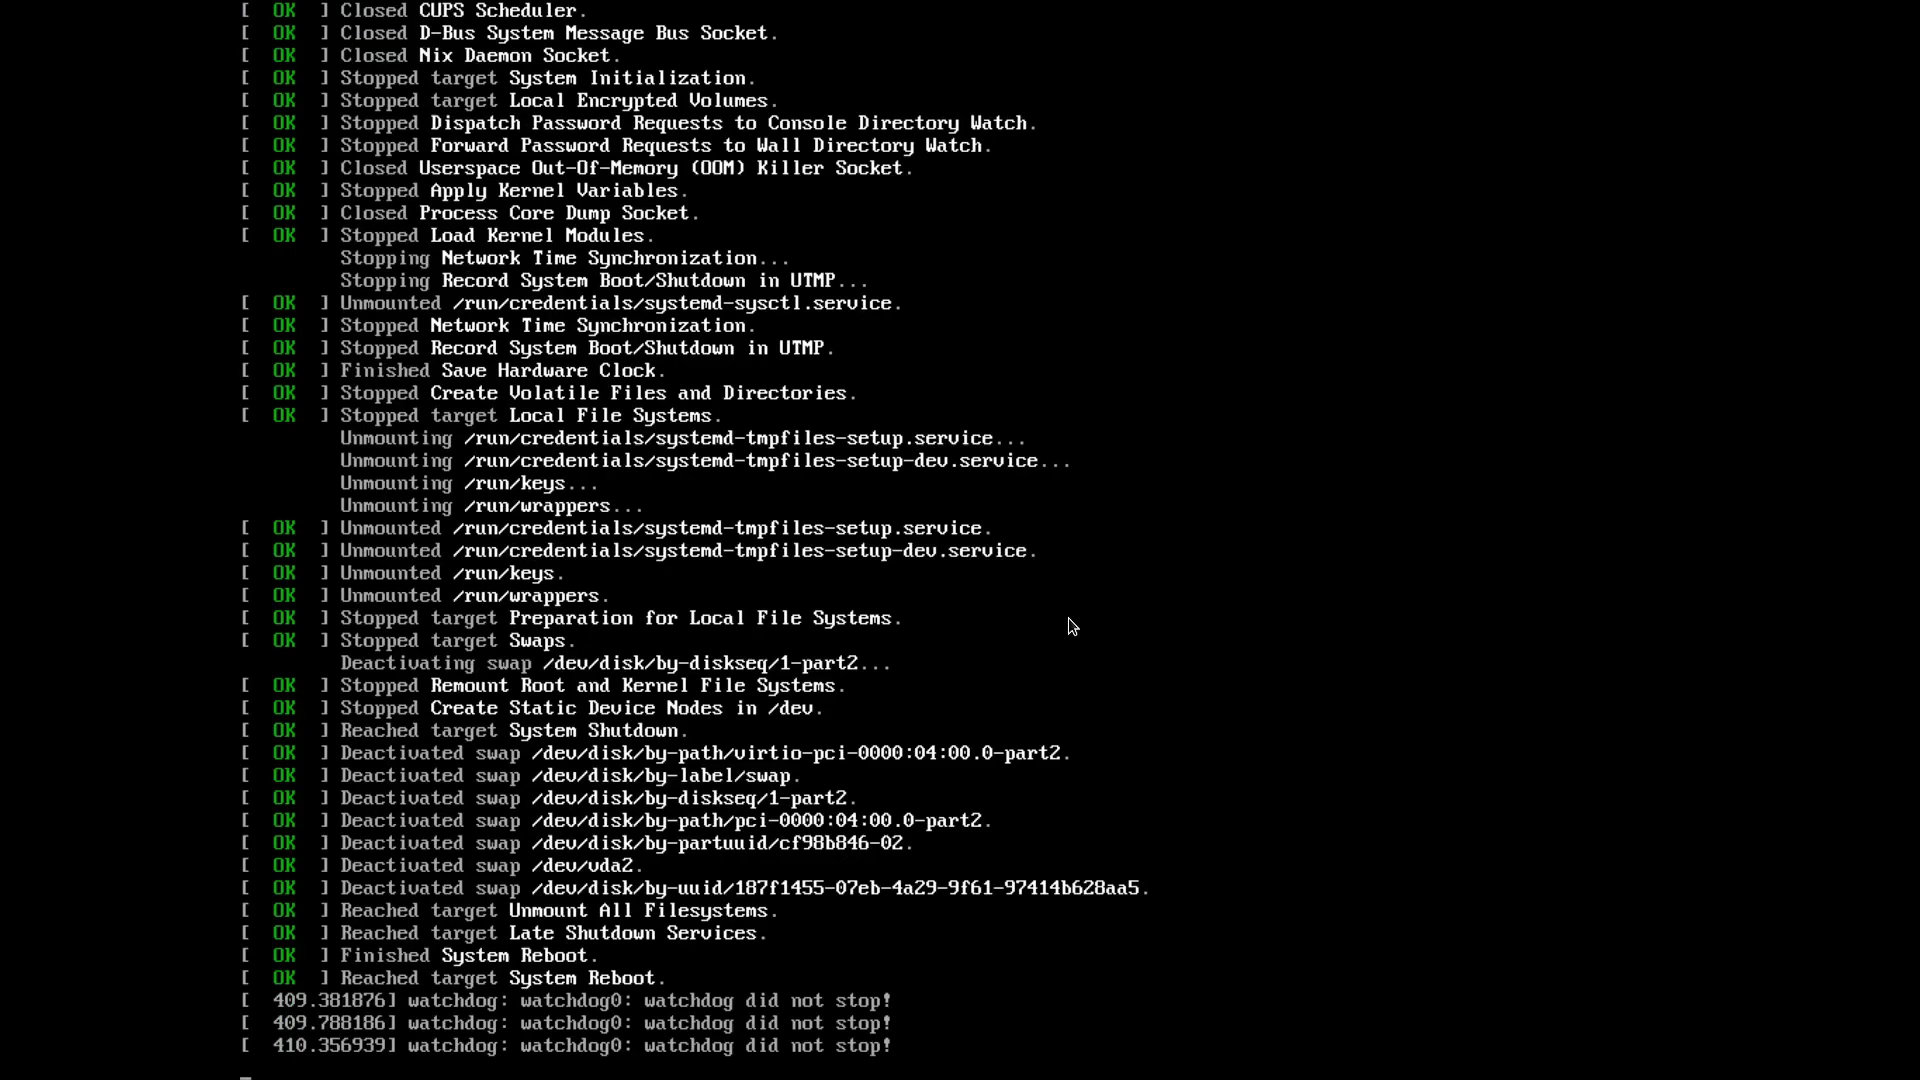 [  OK  ] Closed CUPS Scheduler.
[  OK  ] Closed D-Bus System Message Bus Socket.
[  OK  ] Closed Nix Daemon Socket.
[  OK  ] Stopped target System Initialization.
[  OK  ] Stopped target Local Encrypted Volumes.
[  OK  ] Stopped Dispatch Password Requests to Console Directory Watch.
[  OK  ] Stopped Forward Password Requests to Wall Directory Watch.
[  OK  ] Closed Userspace Out-Of-Memory (OOM) Killer Socket.
[  OK  ] Stopped Apply Kernel Variables.
[  OK  ] Closed Process Core Dump Socket.
[  OK  ] Stopped Load Kernel Modules.
Stopping Network Time Synchronization...
Stopping Record System Boot/Shutdown in UTMP...
[  OK  ] Unmounted /run/credentials/systemd-sysctl.service.
[  OK  ] Stopped Network Time Synchronization.
[  OK  ] Stopped Record System Boot/Shutdown in UTMP.
[  OK  ] Finished Save Hardware Clock.
[  OK  ] Stopped Create Volatile Files and Directories.
[  OK  ] Stopped target Local File Systems.
Unmounting /run/credentials/systemd-tmpfiles-setup.service...
Unmounting /run/credentials/systemd-tmpfiles-setup-dev.service...
Unmounting /run/keys...
Unmounting /run/wrappers...
[  OK  ] Unmounted /run/credentials/systemd-tmpfiles-setup.service.
[  OK  ] Unmounted /run/credentials/systemd-tmpfiles-setup-dev.service.
[  OK  ] Unmounted /run/keys.
[  OK  ] Unmounted /run/wrappers.
[  OK  ] Stopped target Preparation for Local File Systems.
[  OK  ] Stopped target Swaps.
Deactivating swap /dev/disk/by-diskseq/1-part2...
[  OK  ] Stopped Remount Root and Kernel File Systems.
[  OK  ] Stopped Create Static Device Nodes in /dev.
[  OK  ] Reached target System Shutdown.
[  OK  ] Deactivated swap /dev/disk/by-path/virtio-pci-0000:04:00.0-part2.
[  OK  ] Deactivated swap /dev/disk/by-label/swap.
[  OK  ] Deactivated swap /dev/disk/by-diskseq/1-part2.
[  OK  ] Deactivated swap /dev/disk/by-path/pci-0000:04:00.0-part2.
[  OK  ] Deactivated swap /dev/disk/by-partuuid/cf98b846-02.
[  OK  ] Deactivated swap /dev/vda2.
[  OK  ] Deactivated swap /dev/disk/by-uuid/187f1455-07eb-4a29-9f61-97414b628aa5.
[  OK  ] Reached target Unmount All Filesystems.
[  OK  ] Reached target Late Shutdown Services.
[  OK  ] Finished System Reboot.
[  OK  ] Reached target System Reboot.
[  409.381876] watchdog: watchdog0: watchdog did not stop!
[  409.788186] watchdog: watchdog0: watchdog did not stop!
[  410.356939] watchdog: watchdog0: watchdog did not stop!